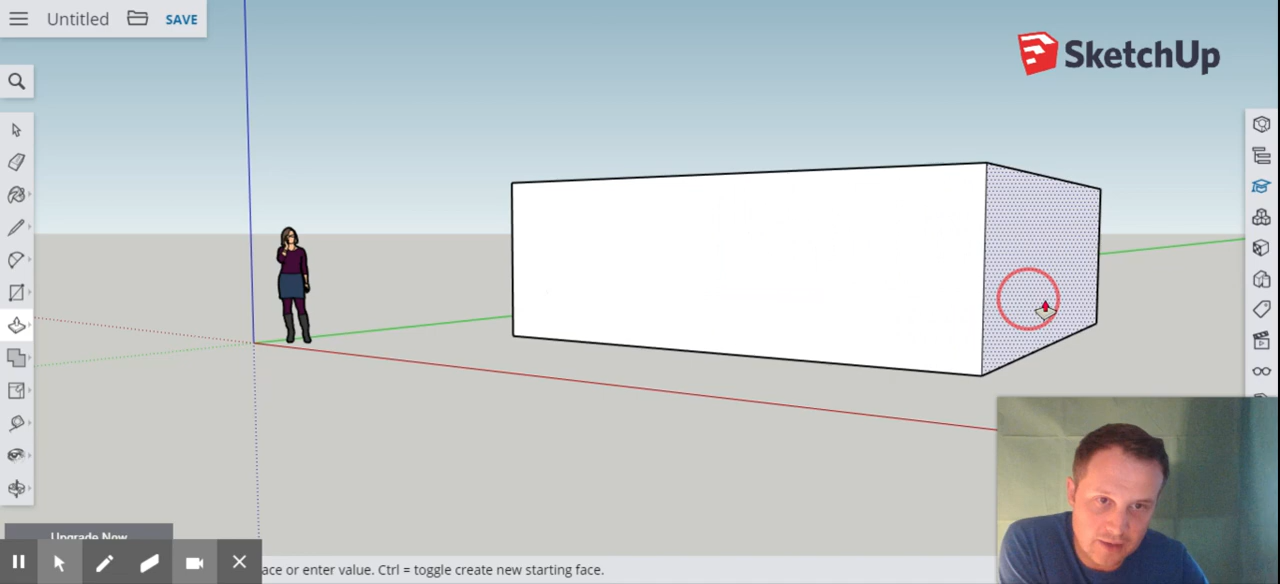 Untitled
SAVE
SketchUp
Upgrade Now
ace or enter value. Ctrl = toggle create new starting face.